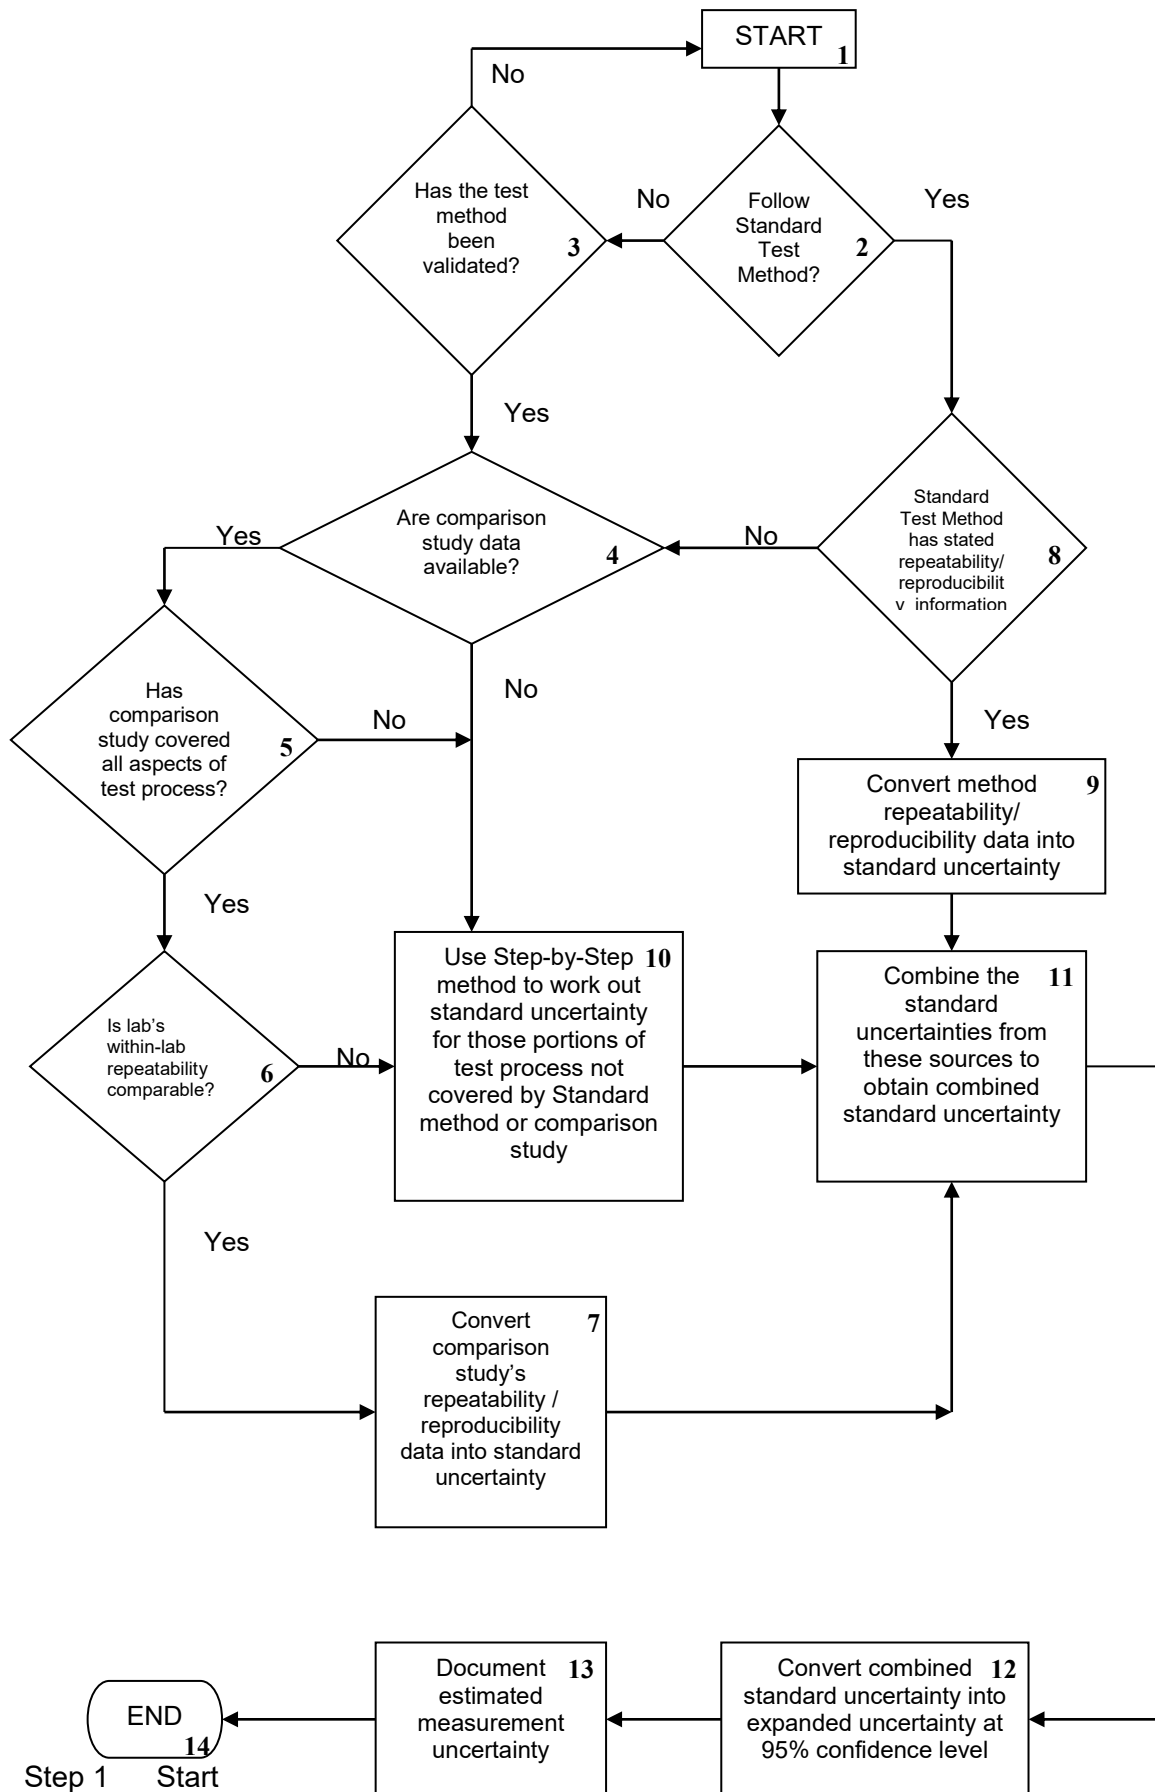 START
1
No
Has the test
method
been
validated?
3
No
Follow
Standard
Test
Method?
2
Yes
Yes
Are comparison
study data
available?
4
Yes
No
Standard
Test Method
has stated
repeatability/
reproducibilit
y information
8
No
Has
comparison
study covered
all aspects of
test process?
5
No
Yes
Convert method
repeatability/
reproducibility data into
standard uncertainty
9
Yes
Is lab's
within-lab
repeatability
comparable?
6
No
Use Step-by-Step
method to work out
standard uncertainty
for those portions of
test process not
covered by Standard
method or comparison
study
10
Combine the
standard
uncertainties from
these sources to
obtain combined
standard uncertainty
11
Yes
Convert
comparison
study's
repeatability /
reproducibility
data into standard
uncertainty
7
END
14
Document
estimated
measurement
uncertainty
13
Convert combined
standard uncertainty into
expanded uncertainty at
95% confidence level
12
Step 1 Start